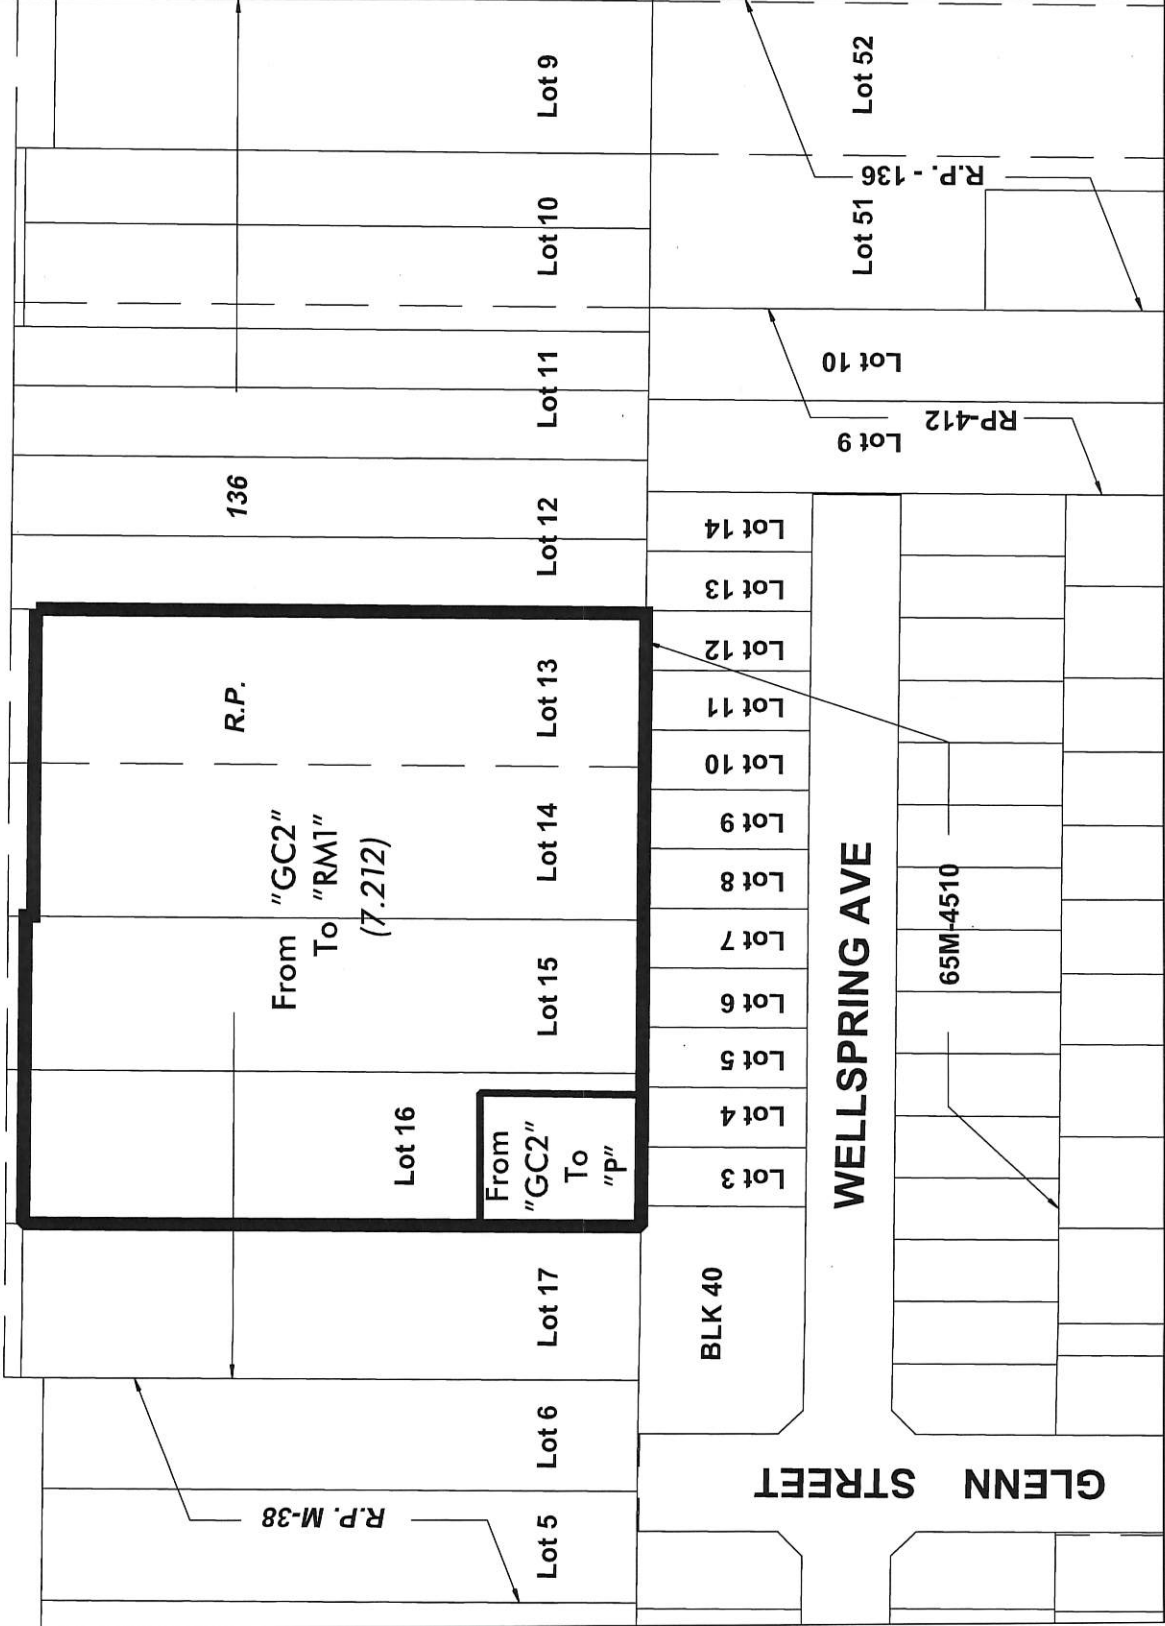 Lot 5
Lot 6
Lot 17
Lot 16
Lot 15
Lot 14
Lot 13
Lot 12
Lot 11
Lot 10
Lot 9
R.P. M-38
R.P.
136
From "GC2"
To "RM1"
(7.212)
From
"GC2"
To
"P"
BLK 40
Lot 3
Lot 4
Lot 5
Lot 6
Lot 7
Lot 8
Lot 9
Lot 10
Lot 11
Lot 12
Lot 13
Lot 14
Lot 9
Lot 10
RP-412
Lot 51
Lot 52
R.P. - 136
WELLSPRING AVE
65M-4510
GLENN STREET